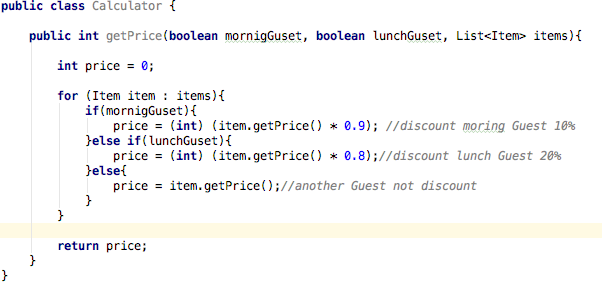 public class Calculator {
public int getPrice(boolean mornigGuset, boolean lunchGuset, List<Item> items){
int price = 0;
for (Item item : items){
if(mornigGuset){
price = (int) (item.getPrice() * 0.9); //discount moring Guest 10%
}else if(lunchGuset){
price = (int) (item.getPrice() * 0.8);//discount lunch Guest 20%
}else{
price = item.getPrice();//another Guest not discount
}
}
return price;
}
}